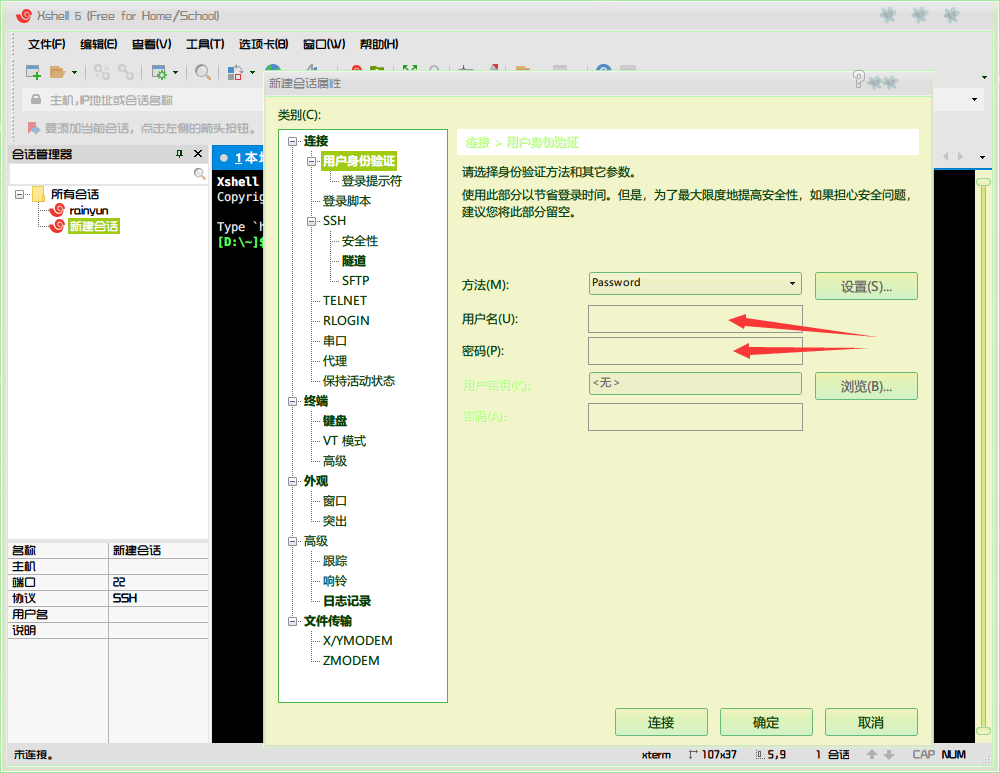 Xshell 6 (Free for Home/School)
文件(F) 编辑(E) 查看(V) 工具(T) 选项卡(B) 窗口(W) 帮助(H)
主机,IP地址或会话名称
要添加当前会话，点击左侧的箭头按钮。
会话管理器
所有会话
rainyun
新建会话
名称 新建会话
主机
端口 22
协议 SSH
用户名
说明
1 本
Xshell
Copyrig
Type `h
[D:\~]$
新建会话属性
类别(C):
连接
用户身份验证
登录提示符
登录脚本
SSH
安全性
隧道
SFTP
TELNET
RLOGIN
串口
代理
保持活动状态
终端
键盘
VT 模式
高级
外观
窗口
突出
高级
跟踪
响铃
日志记录
文件传输
X/YMODEM
ZMODEM
连接 > 用户身份验证
请选择身份验证方法和其它参数。
使用此部分以节省登录时间。但是，为了最大限度地提高安全性，如果担心安全问题，
建议您将此部分留空。
方法(M): Password 设置(S)...
用户名(U):
密码(P):
用户密钥(K): <无> 浏览(B)...
密码(A):
连接 确定 取消
未连接。 xterm 107x37 5,9 1 会话 CAP NUM